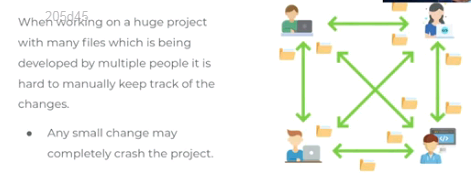 205d45
When working on a huge project
with many files which is being
developed by multiple people it is
hard to manually keep track of the
changes.
● Any small change may
completely crash the project.